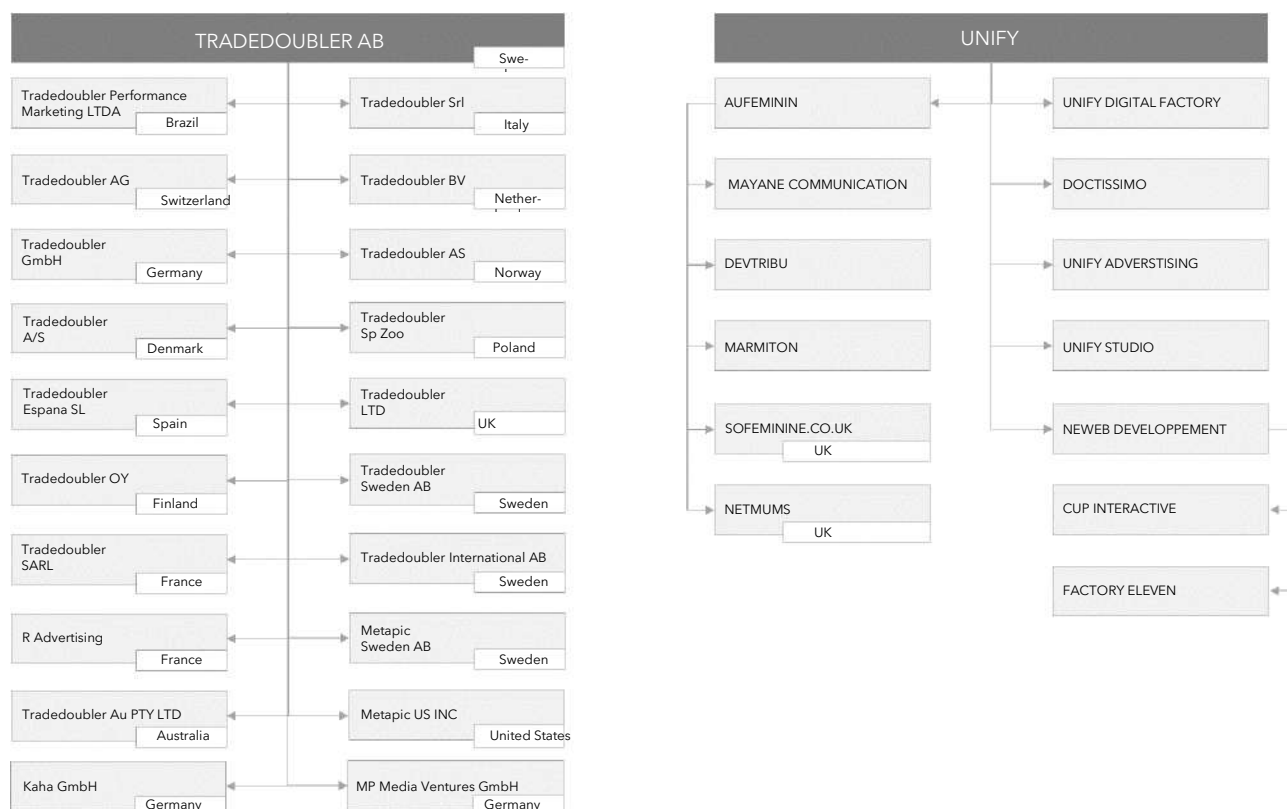 TRADEDOUBLER AB
Swe-
Tradedoubler Performance
Marketing LTDA
Brazil
Tradedoubler Srl
Italy
Tradedoubler AG
Switzerland
Tradedoubler BV
Nether-
Tradedoubler
GmbH
Germany
Tradedoubler AS
Norway
Tradedoubler
A/S
Denmark
Tradedoubler
Sp Zoo
Poland
Tradedoubler
Espana SL
Spain
Tradedoubler
LTD
UK
Tradedoubler OY
Finland
Tradedoubler
Sweden AB
Sweden
Tradedoubler
SARL
France
Tradedoubler International AB
Sweden
R Advertising
France
Metapic
Sweden AB
Sweden
Tradedoubler Au PTY LTD
Australia
Metapic US INC
United States
Kaha GmbH
Germany
MP Media Ventures GmbH
Germany
UNIFY
AUFEMININ
UNIFY DIGITAL FACTORY
MAYANE COMMUNICATION
DOCTISSIMO
DEVTRIBU
UNIFY ADVERSTISING
MARMITON
UNIFY STUDIO
SOFEMININE.CO.UK
UK
NEWEB DEVELOPPEMENT
NETMUMS
UK
CUP INTERACTIVE
FACTORY ELEVEN